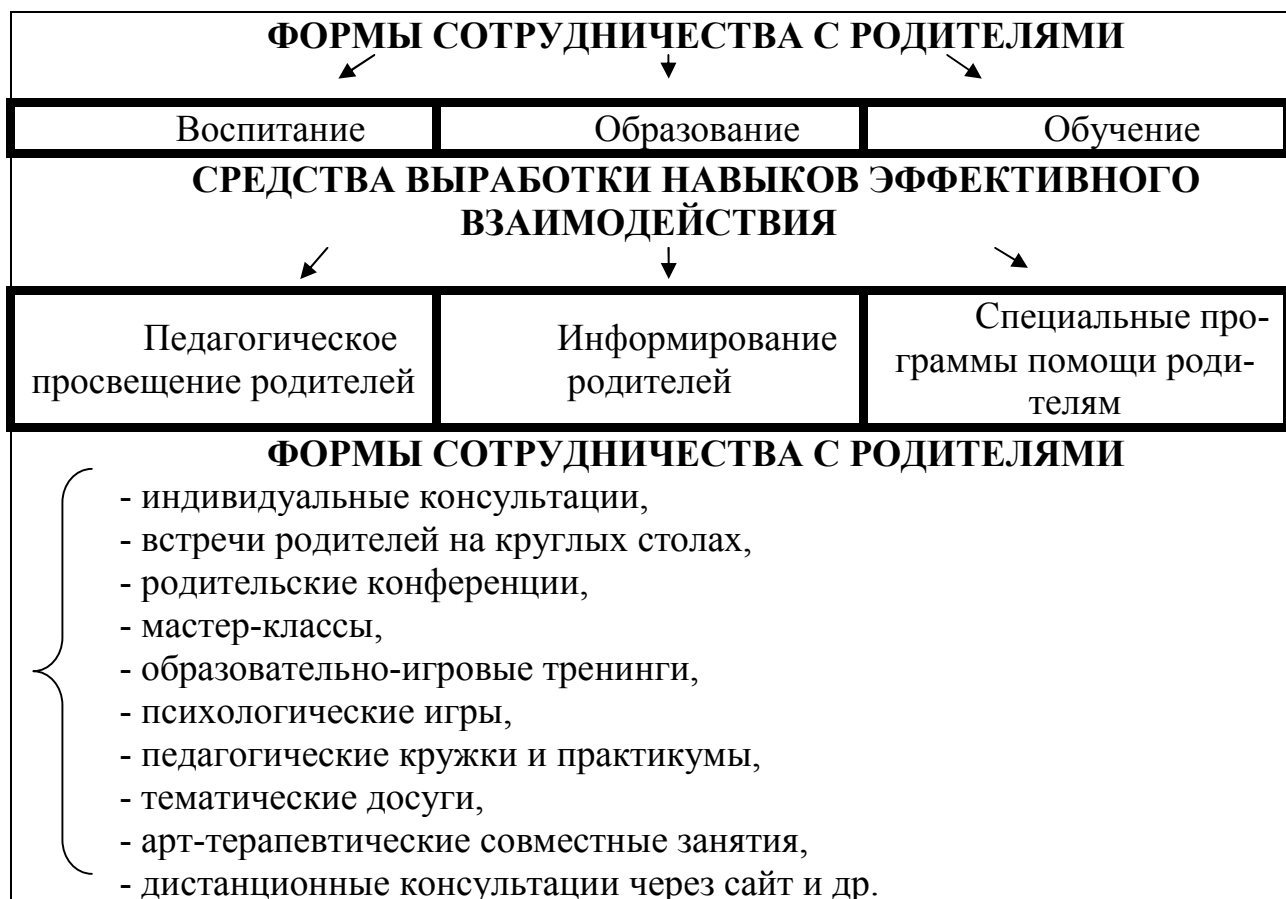 ФОРМЫ СОТРУДНИЧЕСТВА С РОДИТЕЛЯМИ
Воспитание Образование Обучение
СРЕДСТВА ВЫРАБОТКИ НАВЫКОВ ЭФФЕКТИВНОГО
ВЗАИМОДЕЙСТВИЯ
Педагогическое
просвещение родителей
Информирование
родителей
Специальные про-
граммы помощи роди-
телям
ФОРМЫ СОТРУДНИЧЕСТВА С РОДИТЕЛЯМИ
- индивидуальные консультации,
- встречи родителей на круглых столах,
- родительские конференции,
- мастер-классы,
- образовательно-игровые тренинги,
- психологические игры,
- педагогические кружки и практикумы,
- тематические досуги,
- арт-терапевтические совместные занятия,
- дистанционные консультации через сайт и др.